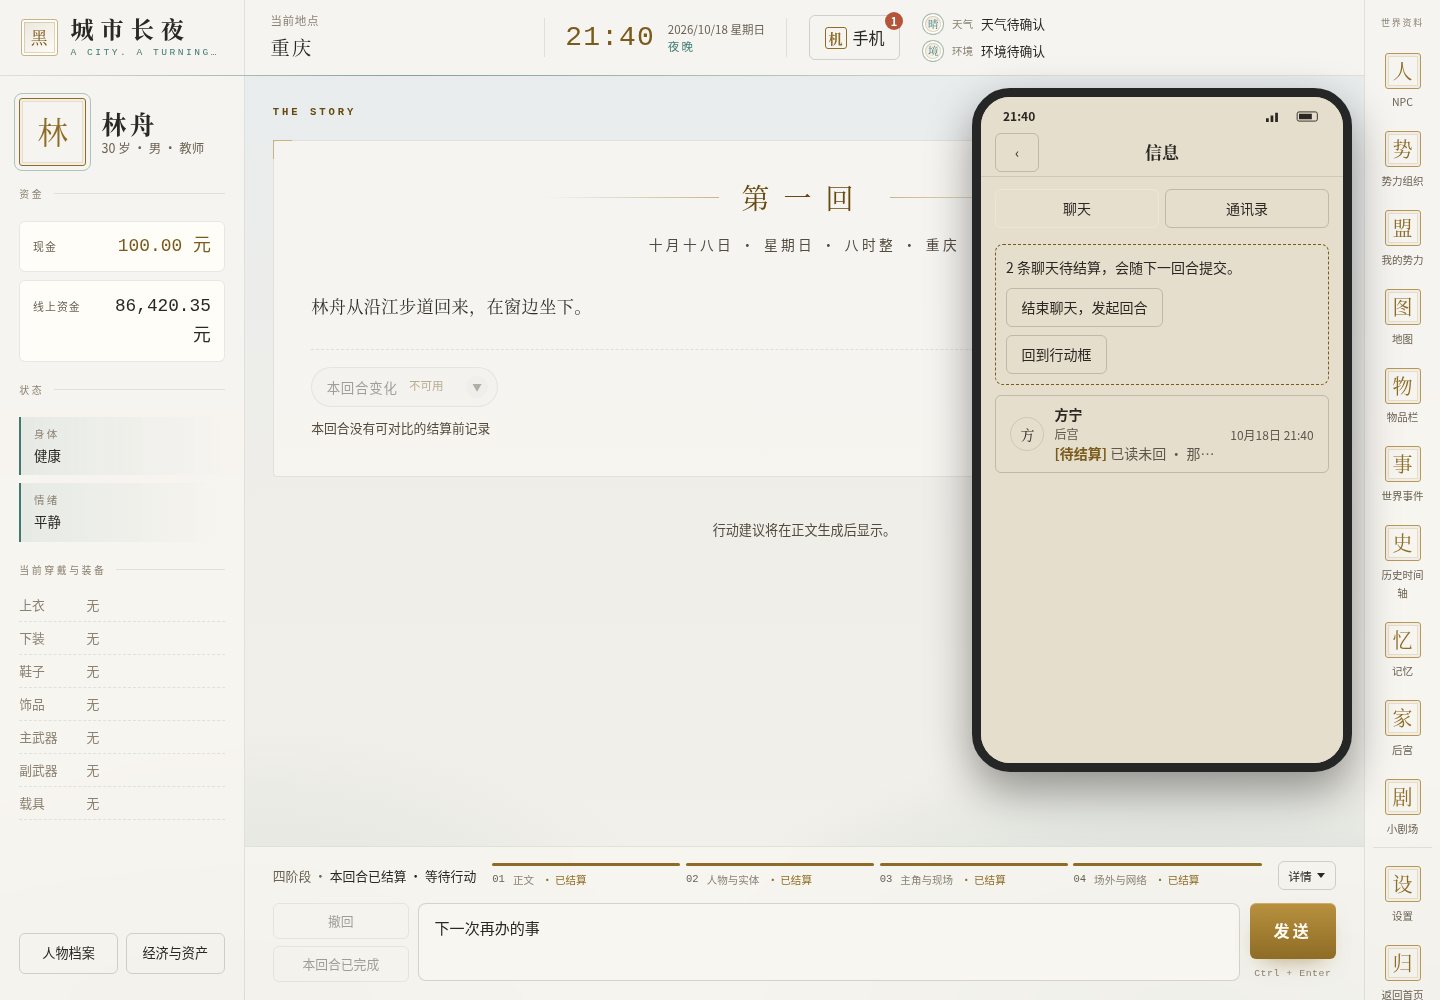 黑
城市长夜
A CITY. A TURNING…
当前地点
重庆
21:40
2026/10/18 星期日
夜晚
机 手机
1
晴 天气 天气待确认
境 环境 环境待确认
世界资料
林
林舟
30 岁 • 男 • 教师
资金
现金 100.00 元
线上资金 86,420.35
元
状态
身体
健康
情绪
平静
当前穿戴与装备
上衣 无
下装 无
鞋子 无
饰品 无
主武器 无
副武器 无
载具 无
人物档案
经济与资产
THE STORY
第一回
十月十八日 • 星期日 • 八时整 • 重庆
林舟从沿江步道回来，在窗边坐下。
本回合变化 不可用 ▼
本回合没有可对比的结算前记录
行动建议将在正文生成后显示。
21:40
‹ 信息
聊天 通讯录
2 条聊天待结算，会随下一回合提交。
结束聊天，发起回合
回到行动框
方
方宁
后宫
10月18日 21:40
[待结算] 已读未回 • 那…
四阶段 • 本回合已结算 • 等待行动
01 正文 • 已结算
02 人物与实体 • 已结算
03 主角与现场 • 已结算
04 场外与网络 • 已结算
详情
撤回
本回合已完成
下一次再办的事
发送
Ctrl + Enter
人
NPC
势
势力组织
盟
我的势力
图
地图
物
物品栏
事
世界事件
史
历史时间
轴
忆
记忆
家
后宫
剧
小剧场
设
设置
归
返回首页